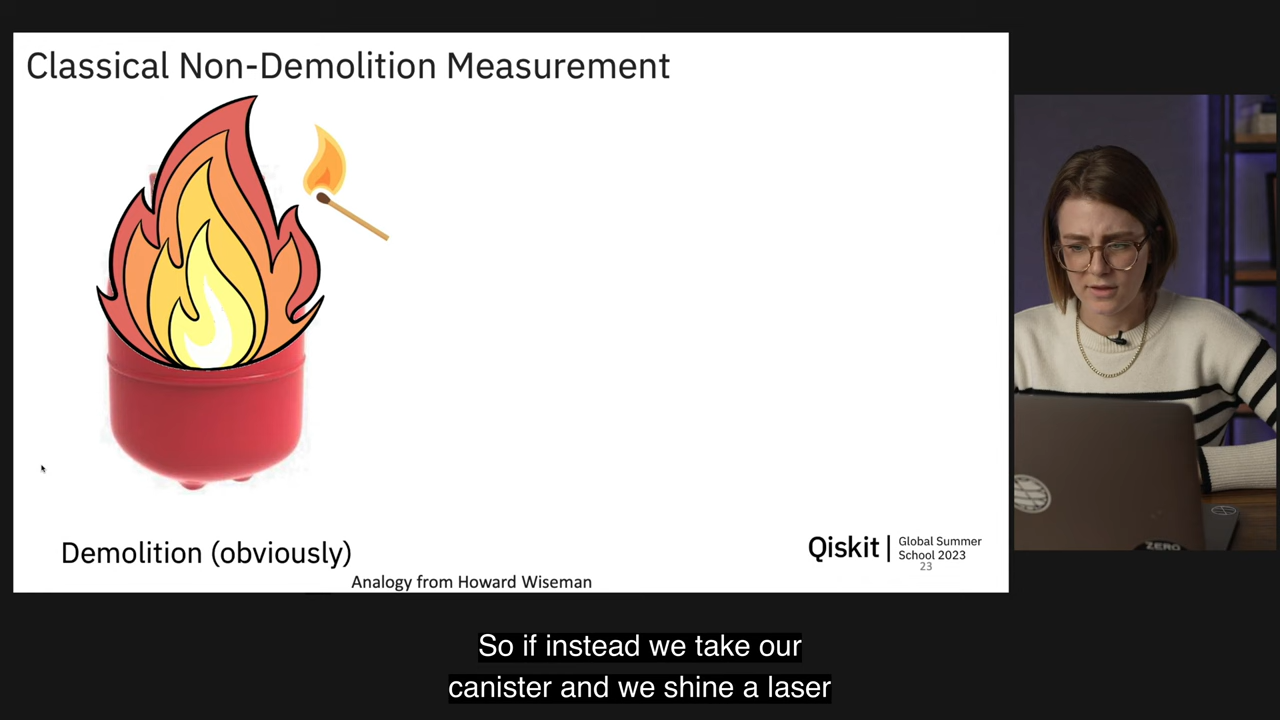 Classical Non-Demolition Measurement
Demolition (obviously)
Analogy from Howard Wiseman
Qiskit | Global Summer
School 2023
23
ZERO
So if instead we take our
canister and we shine a laser